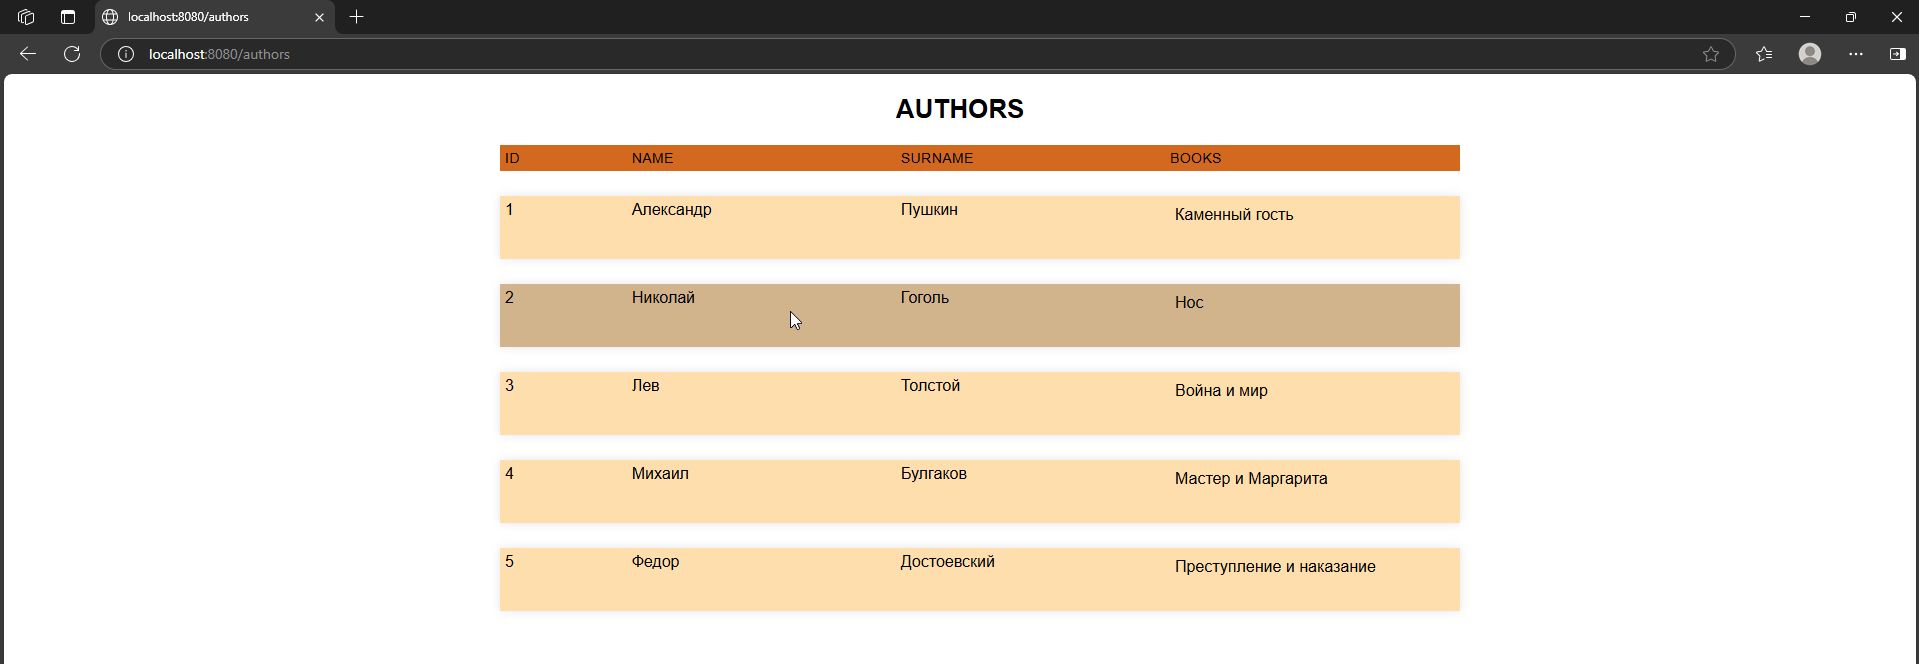 localhost:8080/authors
localhost:8080/authors
AUTHORS
ID NAME SURNAME BOOKS
1 Александр Пушкин Каменный гость
2 Николай Гоголь Нос
3 Лев Толстой Война и мир
4 Михаил Булгаков Мастер и Маргарита
5 Федор Достоевский Преступление и наказание